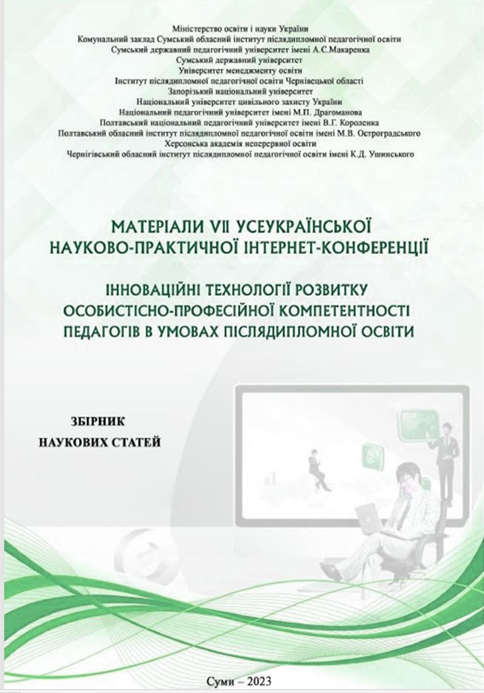 Міністерство освіти і науки України
Комунальний заклад Сумський обласний інститут післядипломної педагогічної освіти
Сумський державний педагогічний університет імені А.С.Макаренка
Сумський державний університет
Університет менеджменту освіти
Інститут післядипломної педагогічної освіти Чернівецької області
Запорізький національний університет
Національний університет цивільного захисту України
Національний педагогічний університет імені М.П. Драгоманова
Полтавський національний педагогічний університет імені В.Г. Короленка
Полтавський обласний інститут післядипломної педагогічної освіти імені М.В. Остроградського
Херсонська академія неперервної освіти
Чернігівський обласний інститут післядипломної педагогічної освіти імені К.Д. Ушинського
МАТЕРІАЛИ VII УСЕУКРАЇНСЬКОЇ
НАУКОВО-ПРАКТИЧНОЇ ІНТЕРНЕТ-КОНФЕРЕНЦІЇ
ІННОВАЦІЙНІ ТЕХНОЛОГІЇ РОЗВИТКУ
ОСОБИСТІСНО-ПРОФЕСІЙНОЇ КОМПЕТЕНТНОСТІ
ПЕДАГОГІВ В УМОВАХ ПІСЛЯДИПЛОМНОЇ ОСВІТИ
ЗБІРНИК
НАУКОВИХ СТАТЕЙ
Суми – 2023